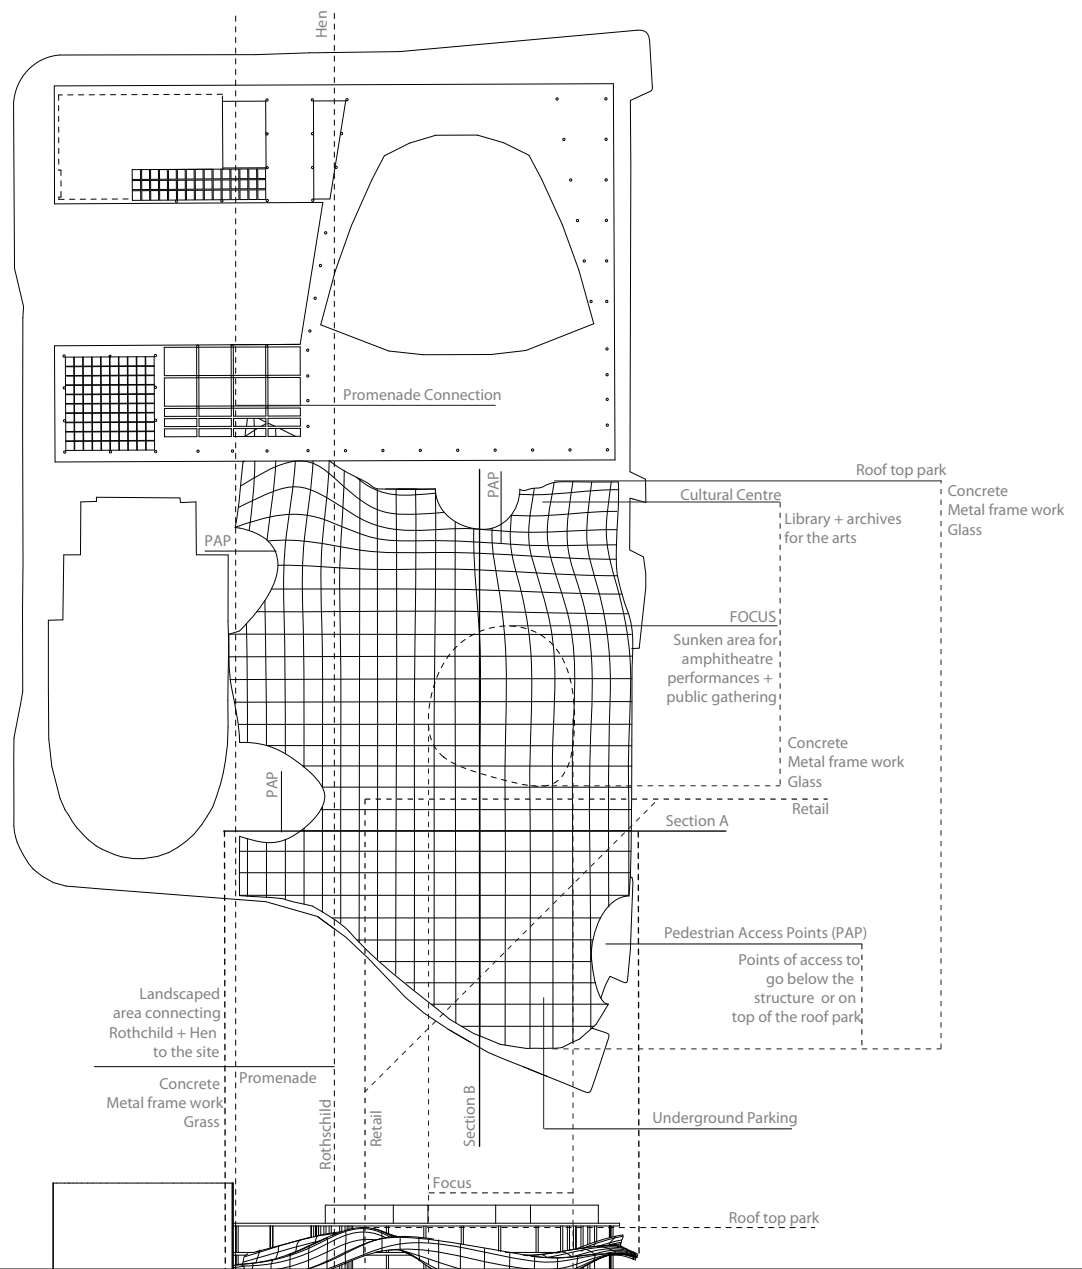 Hen
Promenade Connection
Roof top park
PAP
Cultural Centre
Concrete
Metal frame work
Glass
Library + archives
for the arts
PAP
FOCUS
Sunken area for
amphitheatre
performances +
public gathering
Concrete
Metal frame work
Glass
PAP
Retail
Section A
Pedestrian Access Points (PAP)
Points of access to
go below the
structure or on
top of the roof park
Landscaped
area connecting
Rothchild + Hen
to the site
Promenade
Concrete
Metal frame work
Grass
Rothschild
Retail
Section B
Underground Parking
Focus
Roof top park